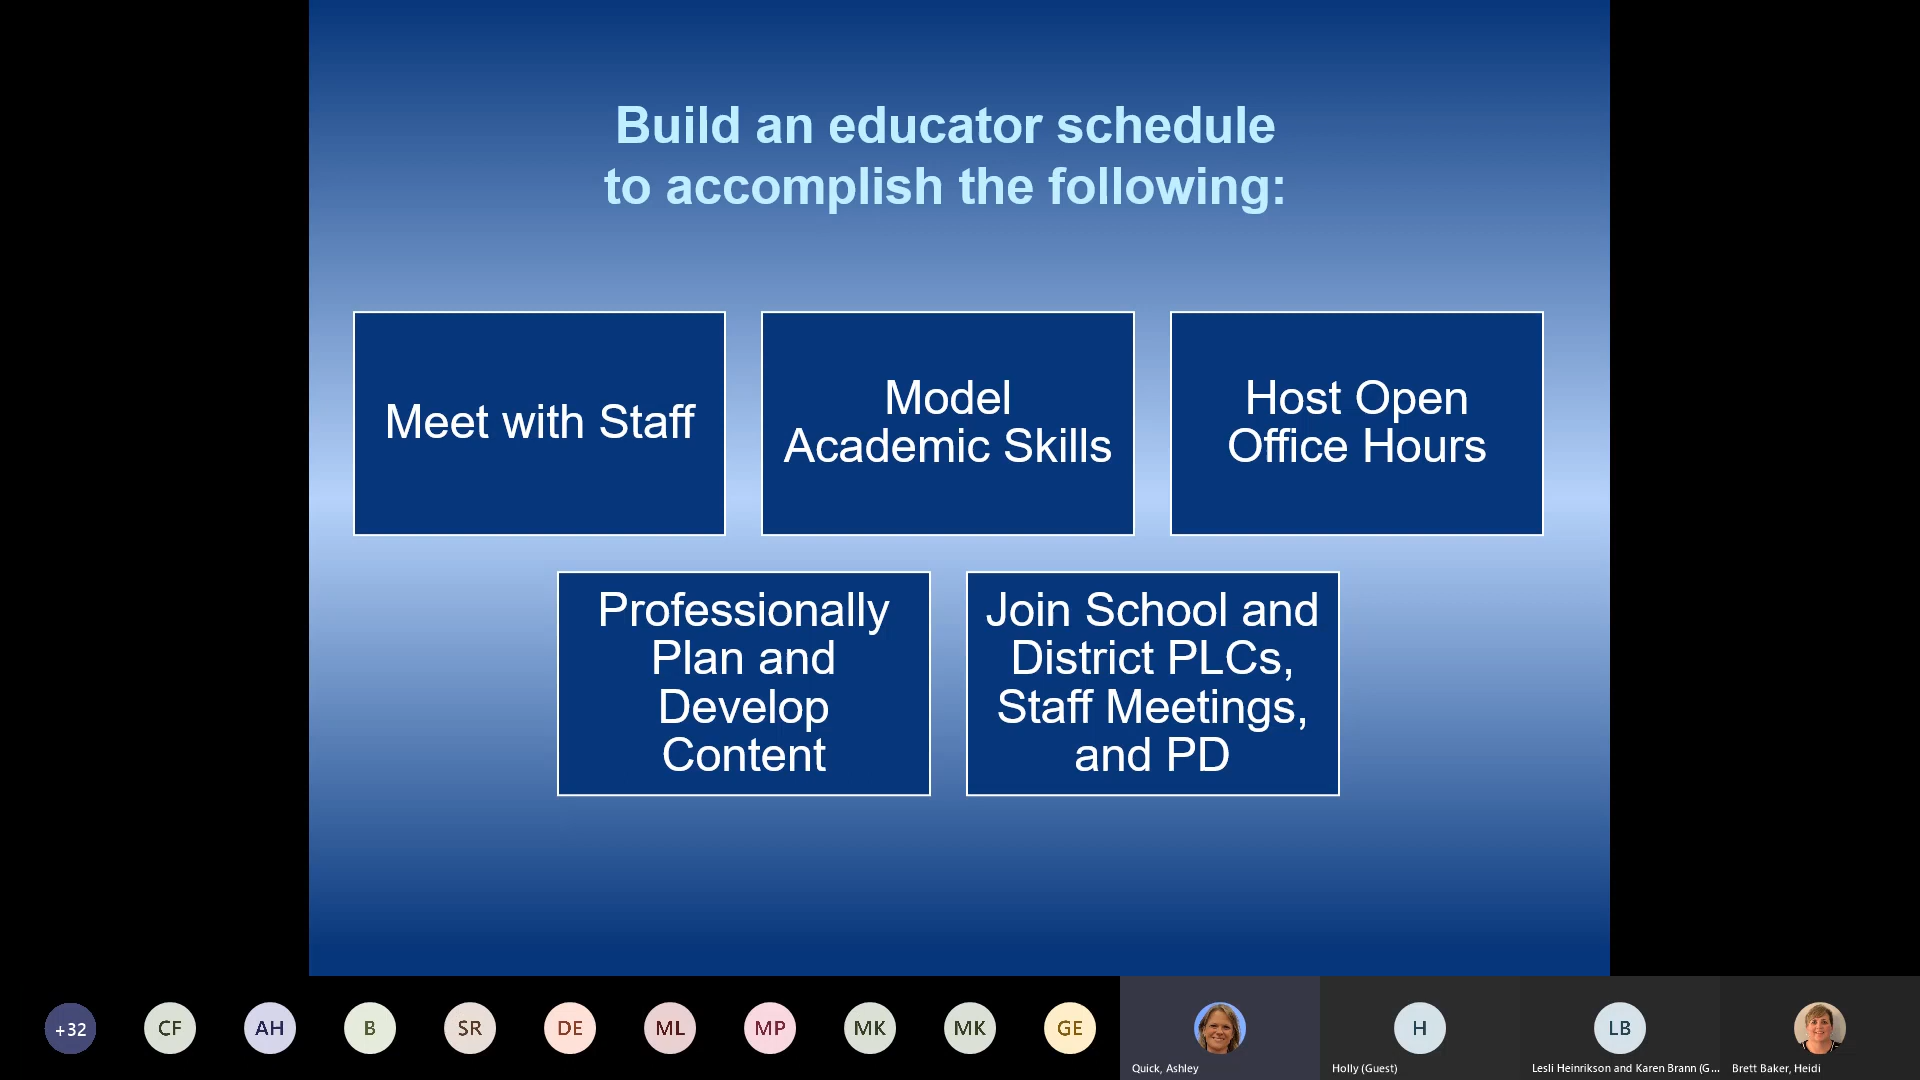 Build an educator schedule
to accomplish the following:
Meet with Staff
Model
Academic Skills
Host Open
Office Hours
Professionally
Plan and
Develop
Content
Join School and
District PLCs,
Staff Meetings,
and PD
+32
CF
AH
B
SR
DE
ML
MP
MK
MK
GE
Quick, Ashley
H
Holly (Guest)
LB
Lesli Heinrikson and Karen Brann (G...
Brett Baker, Heidi